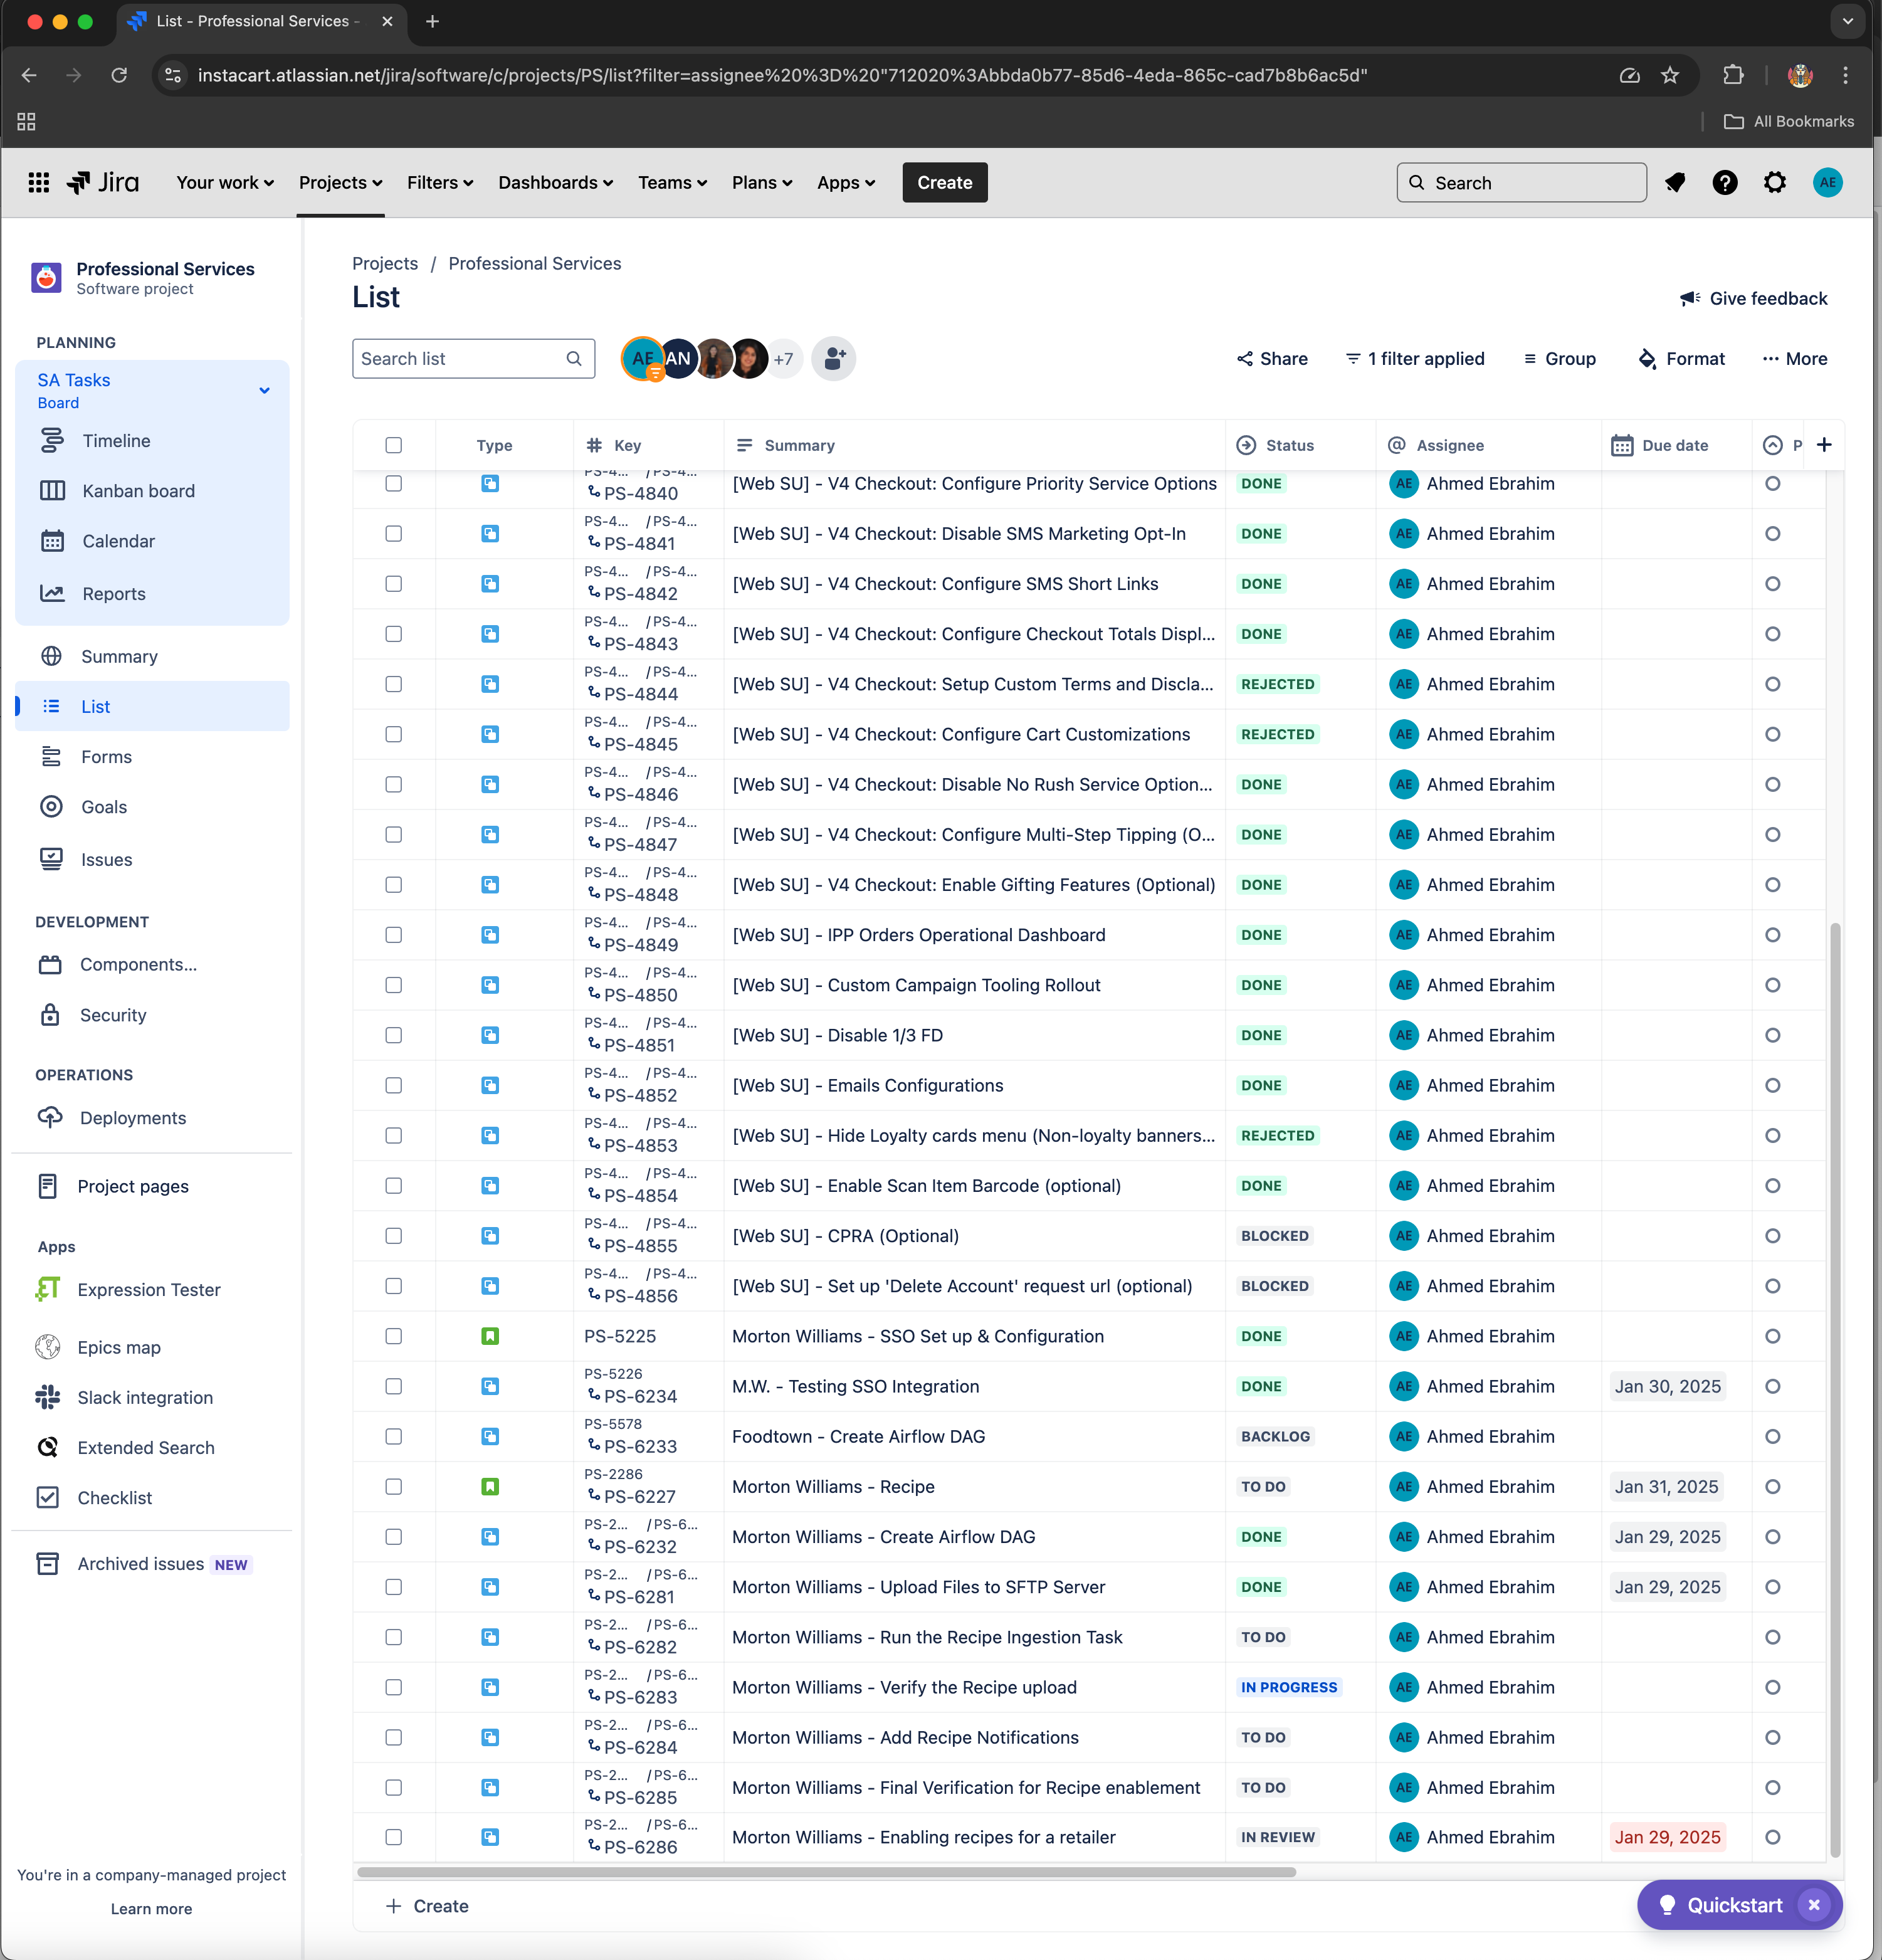 List - Professional Services -
instacart.atlassian.net/jira/software/c/projects/PS/list?filter=assignee%20%3D%20"712020%3Abbda0b77-85d6-4eda-865c-cad7b8b6ac5d"
All Bookmarks
Jira Your work Projects Filters Dashboards Teams Plans Apps Create Search AE
Professional Services
Software project
PLANNING
SA Tasks
Board
Timeline
Kanban board
Calendar
Reports
Summary
List
Forms
Goals
Issues
DEVELOPMENT
Components...
Security
OPERATIONS
Deployments
Project pages
Apps
Expression Tester
Epics map
Slack integration
Extended Search
Checklist
Archived issues NEW
You're in a company-managed project
Learn more
Projects / Professional Services
List
Give feedback
Search list AE AN +7 Share 1 filter applied Group Format More
Type Key Summary Status Assignee Due date P
PS-4... /PS-4...
PS-4840 [Web SU] - V4 Checkout: Configure Priority Service Options DONE AE Ahmed Ebrahim
PS-4... /PS-4...
PS-4841 [Web SU] - V4 Checkout: Disable SMS Marketing Opt-In DONE AE Ahmed Ebrahim
PS-4... /PS-4...
PS-4842 [Web SU] - V4 Checkout: Configure SMS Short Links DONE AE Ahmed Ebrahim
PS-4... /PS-4...
PS-4843 [Web SU] - V4 Checkout: Configure Checkout Totals Displ... DONE AE Ahmed Ebrahim
PS-4... /PS-4...
PS-4844 [Web SU] - V4 Checkout: Setup Custom Terms and Discla... REJECTED AE Ahmed Ebrahim
PS-4... /PS-4...
PS-4845 [Web SU] - V4 Checkout: Configure Cart Customizations REJECTED AE Ahmed Ebrahim
PS-4... /PS-4...
PS-4846 [Web SU] - V4 Checkout: Disable No Rush Service Option... DONE AE Ahmed Ebrahim
PS-4... /PS-4...
PS-4847 [Web SU] - V4 Checkout: Configure Multi-Step Tipping (O... DONE AE Ahmed Ebrahim
PS-4... /PS-4...
PS-4848 [Web SU] - V4 Checkout: Enable Gifting Features (Optional) DONE AE Ahmed Ebrahim
PS-4... /PS-4...
PS-4849 [Web SU] - IPP Orders Operational Dashboard DONE AE Ahmed Ebrahim
PS-4... /PS-4...
PS-4850 [Web SU] - Custom Campaign Tooling Rollout DONE AE Ahmed Ebrahim
PS-4... /PS-4...
PS-4851 [Web SU] - Disable 1/3 FD DONE AE Ahmed Ebrahim
PS-4... /PS-4...
PS-4852 [Web SU] - Emails Configurations DONE AE Ahmed Ebrahim
PS-4... /PS-4...
PS-4853 [Web SU] - Hide Loyalty cards menu (Non-loyalty banners... REJECTED AE Ahmed Ebrahim
PS-4... /PS-4...
PS-4854 [Web SU] - Enable Scan Item Barcode (optional) DONE AE Ahmed Ebrahim
PS-4... /PS-4...
PS-4855 [Web SU] - CPRA (Optional) BLOCKED AE Ahmed Ebrahim
PS-4... /PS-4...
PS-4856 [Web SU] - Set up 'Delete Account' request url (optional) BLOCKED AE Ahmed Ebrahim
PS-5225 Morton Williams - SSO Set up & Configuration DONE AE Ahmed Ebrahim
PS-5226
PS-6234 M.W. - Testing SSO Integration DONE AE Ahmed Ebrahim Jan 30, 2025
PS-5578
PS-6233 Foodtown - Create Airflow DAG BACKLOG AE Ahmed Ebrahim
PS-2286
PS-6227 Morton Williams - Recipe TO DO AE Ahmed Ebrahim Jan 31, 2025
PS-2... /PS-6...
PS-6232 Morton Williams - Create Airflow DAG DONE AE Ahmed Ebrahim Jan 29, 2025
PS-2... /PS-6...
PS-6281 Morton Williams - Upload Files to SFTP Server DONE AE Ahmed Ebrahim Jan 29, 2025
PS-2... /PS-6...
PS-6282 Morton Williams - Run the Recipe Ingestion Task TO DO AE Ahmed Ebrahim
PS-2... /PS-6...
PS-6283 Morton Williams - Verify the Recipe upload IN PROGRESS AE Ahmed Ebrahim
PS-2... /PS-6...
PS-6284 Morton Williams - Add Recipe Notifications TO DO AE Ahmed Ebrahim
PS-2... /PS-6...
PS-6285 Morton Williams - Final Verification for Recipe enablement TO DO AE Ahmed Ebrahim
PS-2... /PS-6...
PS-6286 Morton Williams - Enabling recipes for a retailer IN REVIEW AE Ahmed Ebrahim Jan 29, 2025
Create
Quickstart